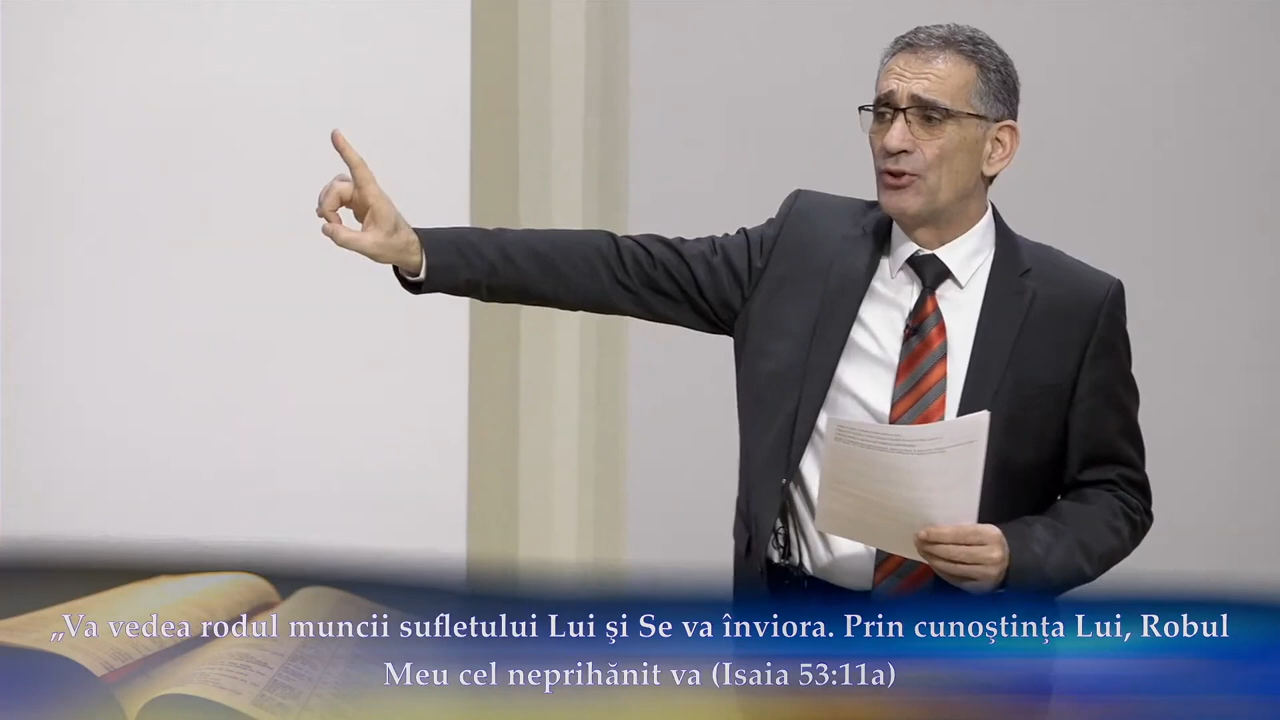 „Va vedea rodul muncii sufletului Lui şi Se va înviora. Prin cunoştinţa Lui, Robul
Meu cel neprihănit va (Isaia 53:11a)